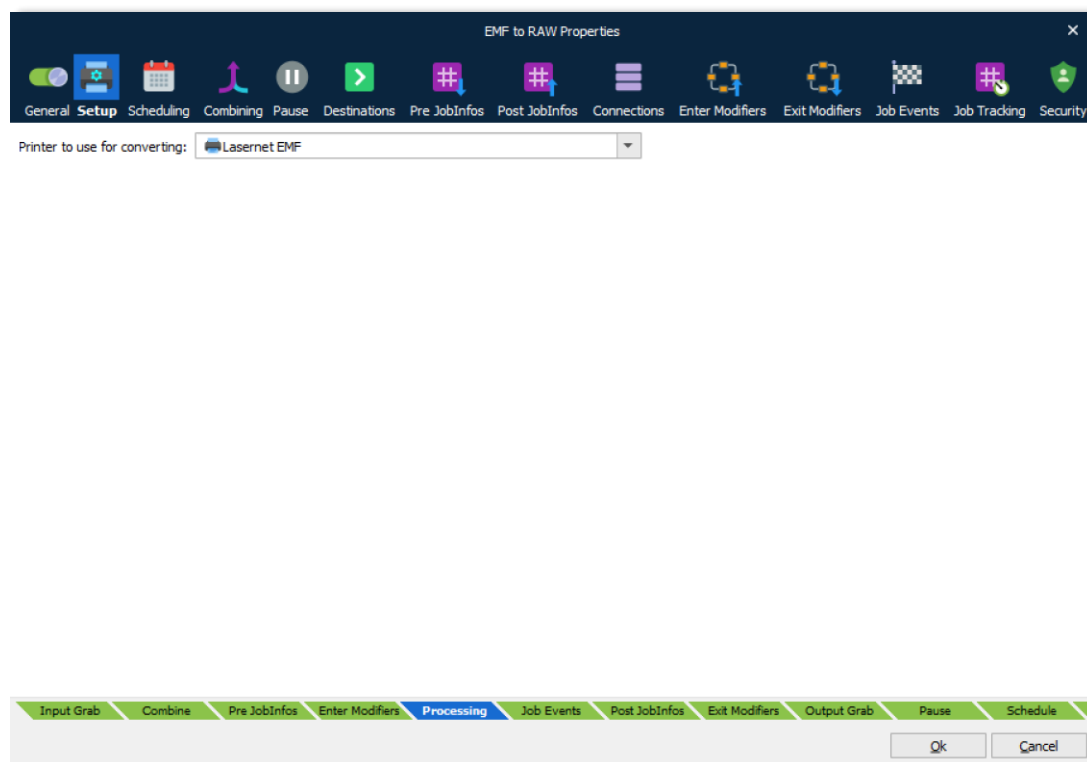 EMF to RAW Properties
General Setup Scheduling Combining Pause Destinations Pre JobInfos Post JobInfos Connections Enter Modifiers Exit Modifiers Job Events Job Tracking Security
Printer to use for converting: Lasernet EMF
Input Grab Combine Pre JobInfos Enter Modifiers Processing Job Events Post JobInfos Exit Modifiers Output Grab Pause Schedule
Ok Cancel